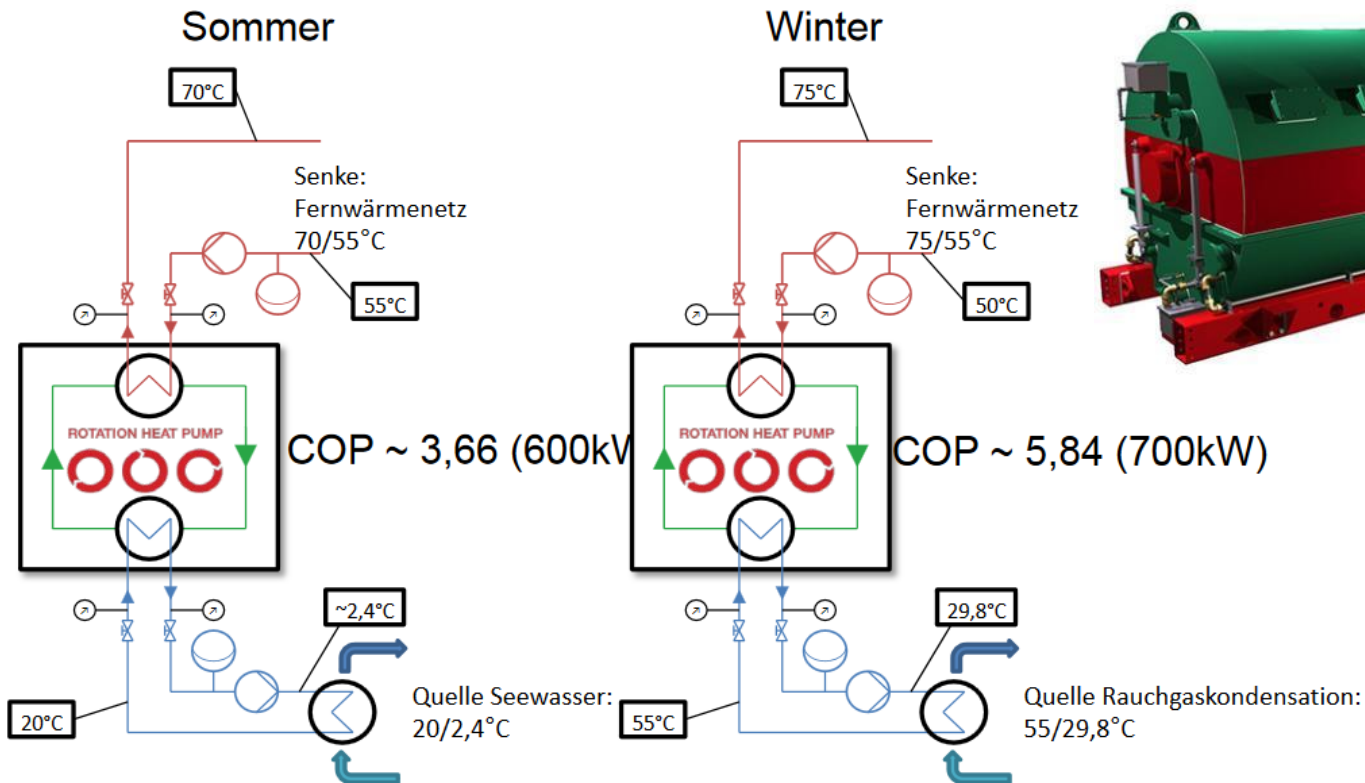 Sommer
70°C
Senke:
Fernwärmenetz
70/55°C
55°C
ROTATION HEAT PUMP
COP ~ 3,66 (600kW
~2,4°C
20°C
Quelle Seewasser:
20/2,4°C
Winter
75°C
Senke:
Fernwärmenetz
75/55°C
50°C
ROTATION HEAT PUMP
COP ~ 5,84 (700kW)
29,8°C
55°C
Quelle Rauchgaskondensation:
55/29,8°C